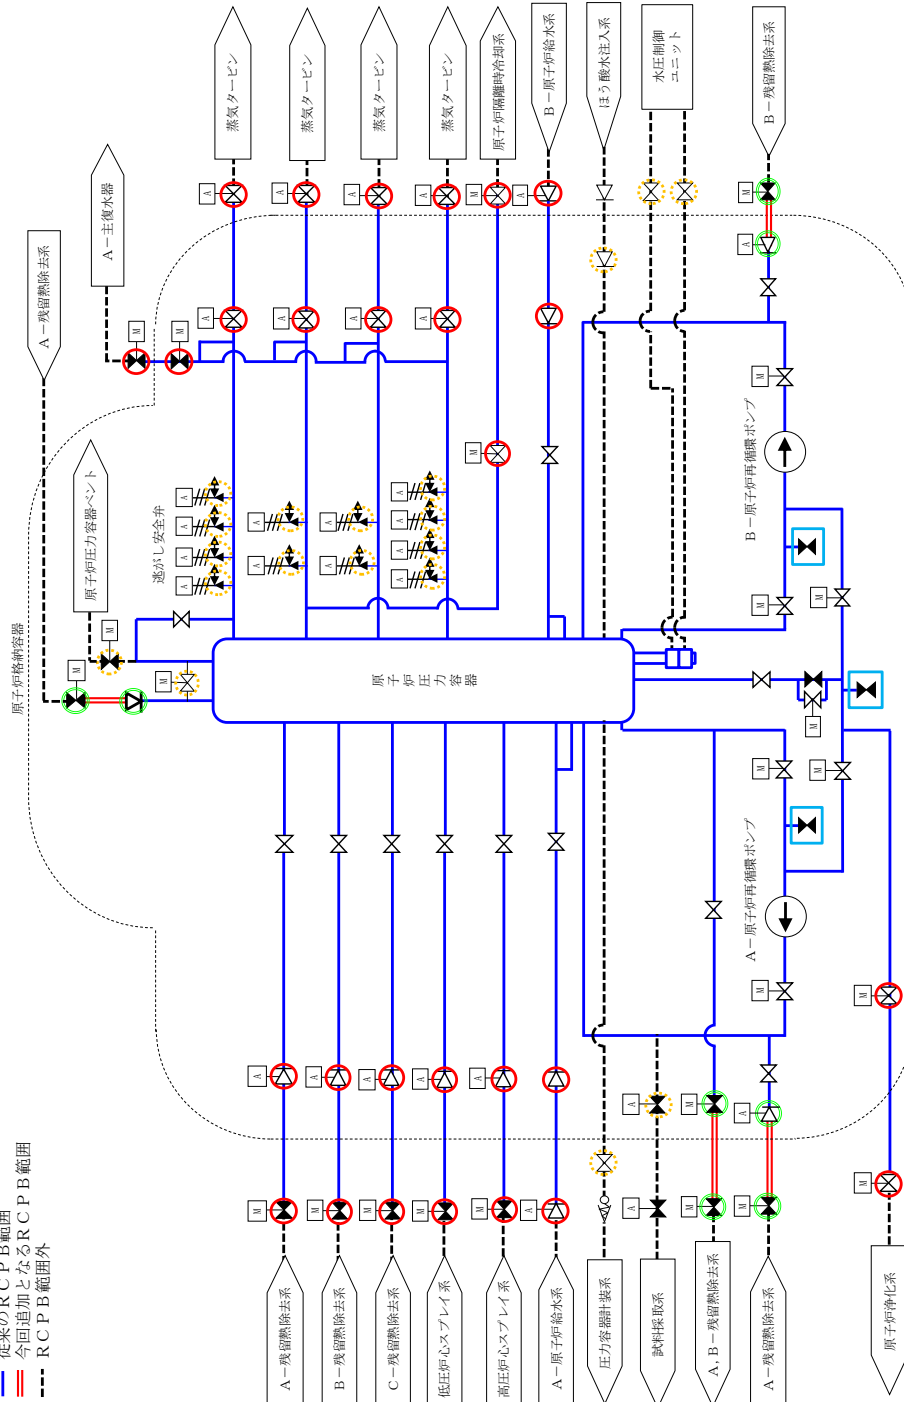 蒸気タービン
蒸気タービン
蒸気タービン
蒸気タービン
原子炉隔離時冷却系
B－原子炉給水系
ほう酸水注入系
水圧制御
ユニット
B－残留熱除去系
A－主復水器
A－残留熱除去系
原子炉圧力容器ベント
原子炉格納容器
逃がし安全弁
A
A
A
A
M
A
M
A
A
A
A
A
M
M
M
A
A
A
A
A
A
A
A
A
A
A
A
M
M
M
M
M
M
B－原子炉再循環ポンプ
原子炉圧力容器
M
M
M
A－原子炉再循環ポンプ
M
M
A
A
A
A
A
M
M
M
M
M
A
A
A
M
A
M
M
M
従来のRCPB範囲
今回追加となるRCPB範囲
RCPB範囲外
A－残留熱除去系
B－残留熱除去系
C－残留熱除去系
低圧炉心スプレイ系
高圧炉心スプレイ系
A－原子炉給水系
圧力容器計装系
試料採取系
A,B－残留熱除去系
A－残留熱除去系
原子炉浄化系